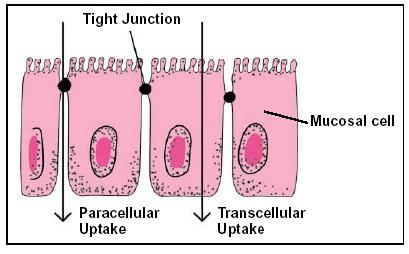 Tight Junction
Mucosal cell
Paracellular
Uptake
Transcellular
Uptake